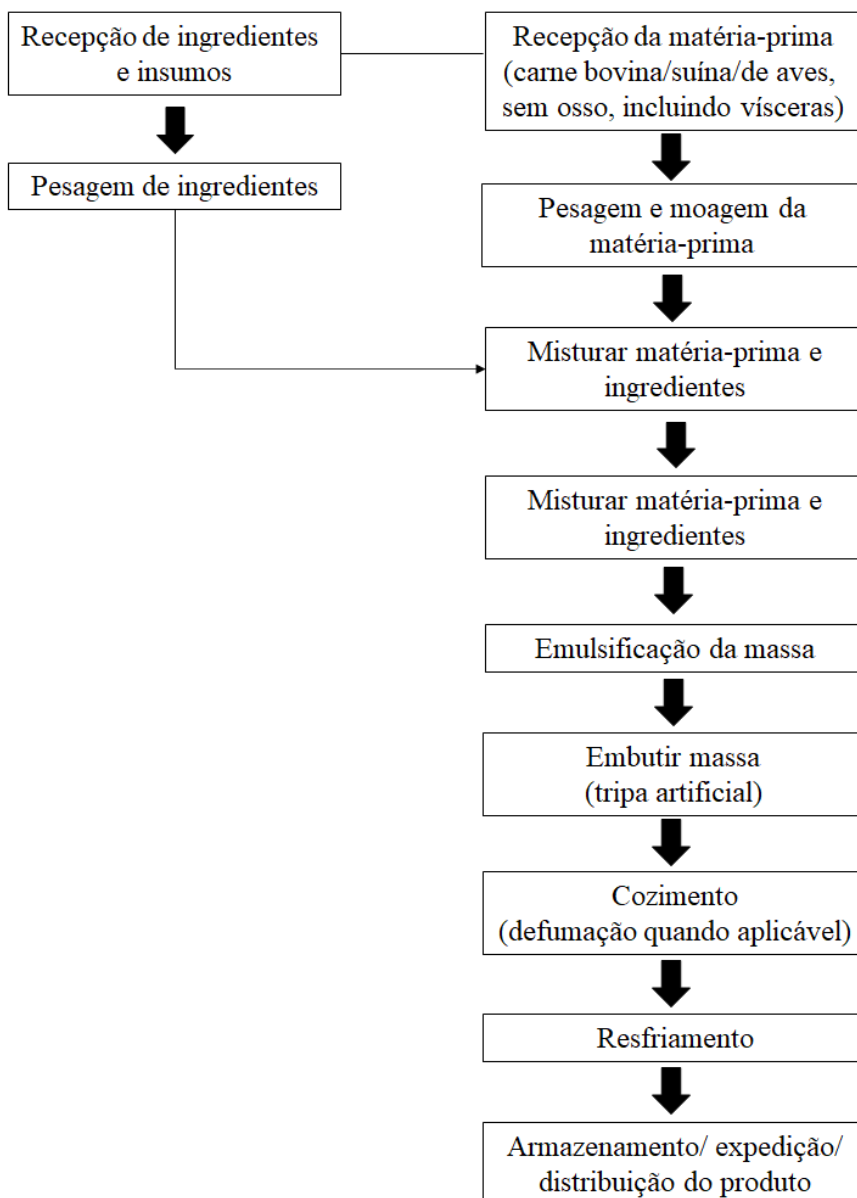 Recepção de ingredientes
e insumos
Recepção da matéria-prima
(carne bovina/suína/de aves,
sem osso, incluindo vísceras)
Pesagem de ingredientes
Pesagem e moagem da
matéria-prima
Misturar matéria-prima e
ingredientes
Misturar matéria-prima e
ingredientes
Emulsificação da massa
Embutir massa
(tripa artificial)
Cozimento
(defumação quando aplicável)
Resfriamento
Armazenamento/ expedição/
distribuição do produto